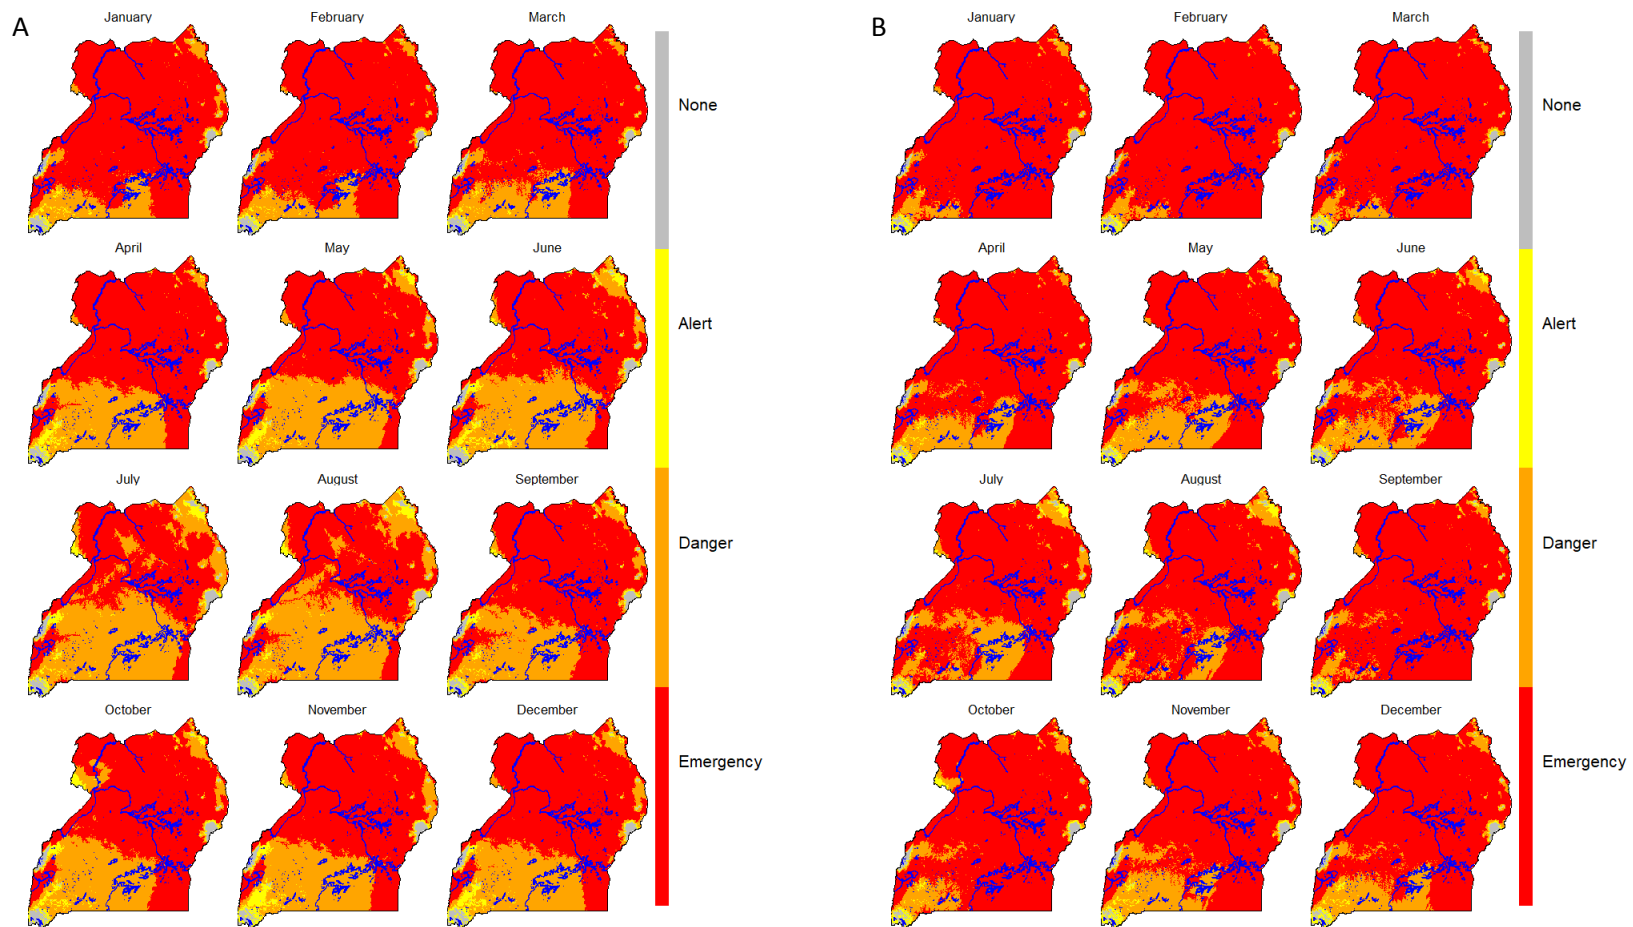 A
January
February
March
None
April
May
June
Alert
July
August
September
Danger
October
November
December
Emergency
B
January
February
March
None
April
May
June
Alert
July
August
September
Danger
October
November
December
Emergency